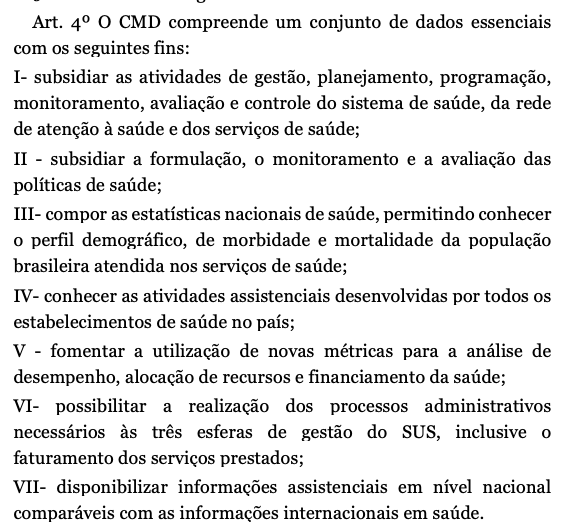 Art. 4º O CMD compreende um conjunto de dados essenciais
com os seguintes fins:
I- subsidiar as atividades de gestão, planejamento, programação,
monitoramento, avaliação e controle do sistema de saúde, da rede
de atenção à saúde e dos serviços de saúde;
II - subsidiar a formulação, o monitoramento e a avaliação das
políticas de saúde;
III- compor as estatísticas nacionais de saúde, permitindo conhecer
o perfil demográfico, de morbidade e mortalidade da população
brasileira atendida nos serviços de saúde;
IV- conhecer as atividades assistenciais desenvolvidas por todos os
estabelecimentos de saúde no país;
V - fomentar a utilização de novas métricas para a análise de
desempenho, alocação de recursos e financiamento da saúde;
VI- possibilitar a realização dos processos administrativos
necessários às três esferas de gestão do SUS, inclusive o
faturamento dos serviços prestados;
VII- disponibilizar informações assistenciais em nível nacional
comparáveis com as informações internacionais em saúde.